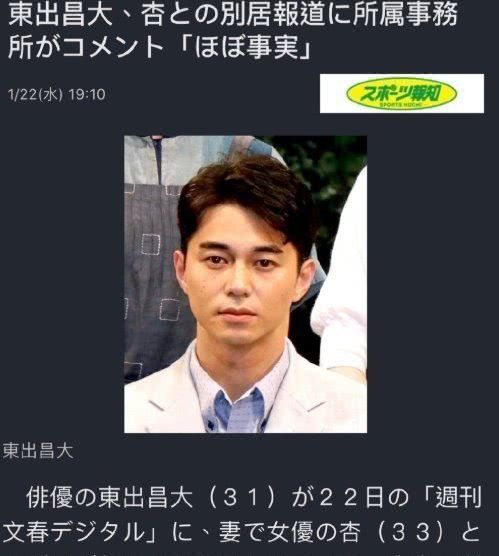 東出昌大、杏との別居報道に所属事務
所がコメント「ほぼ事実」
1/22(水) 19:10
スポーツ報知
SPORTS HOCHI
東出昌大
俳優の東出昌大（３１）が２２日の「週刊
文春デジタル」に、妻で女優の杏（３３）と